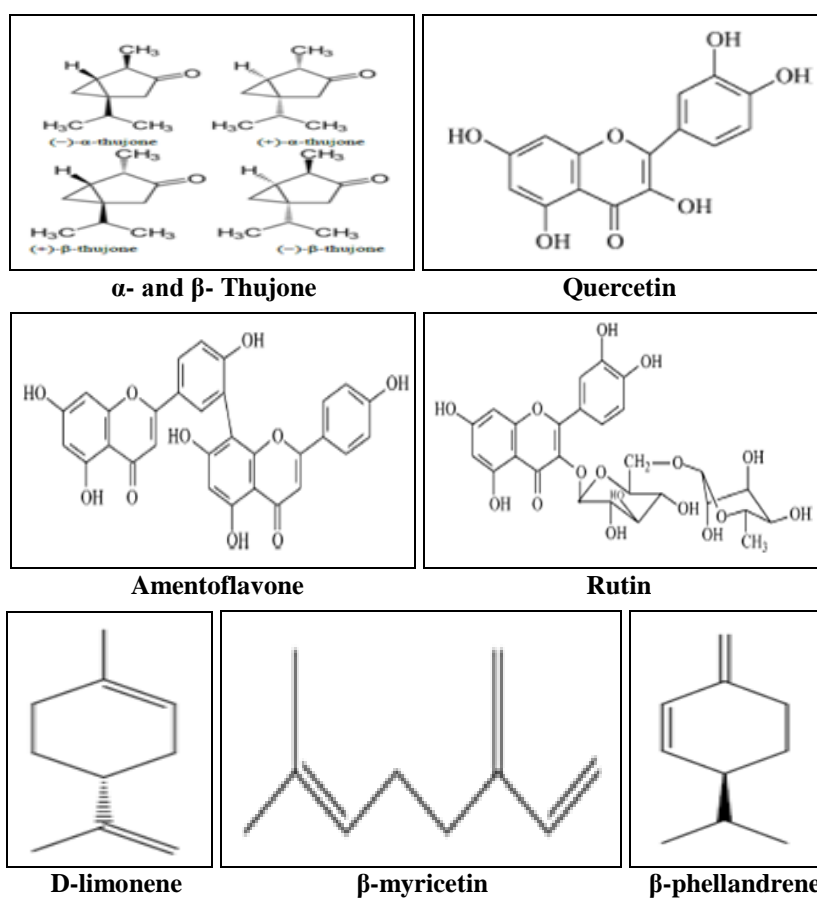 CH₃ CH₃
H O H O
H₃C CH₃ H₃C CH₃
(−)-α-thujone (+)-α-thujone
CH₃ CH₃
H O H O
H₃C CH₃ H₃C CH₃
(+)-β-thujone (−)-β-thujone
α- and β- Thujone
OH
OH
HO O
OH
OH O
Quercetin
OH
HO O OH
HO O
OH O
OH O
Amentoflavone
OH
OH
HO O
O O CH₂ O OH
OH O HO OH O OH
OH OH CH₃
Rutin
D-limonene
β-myricetin
β-phellandrene